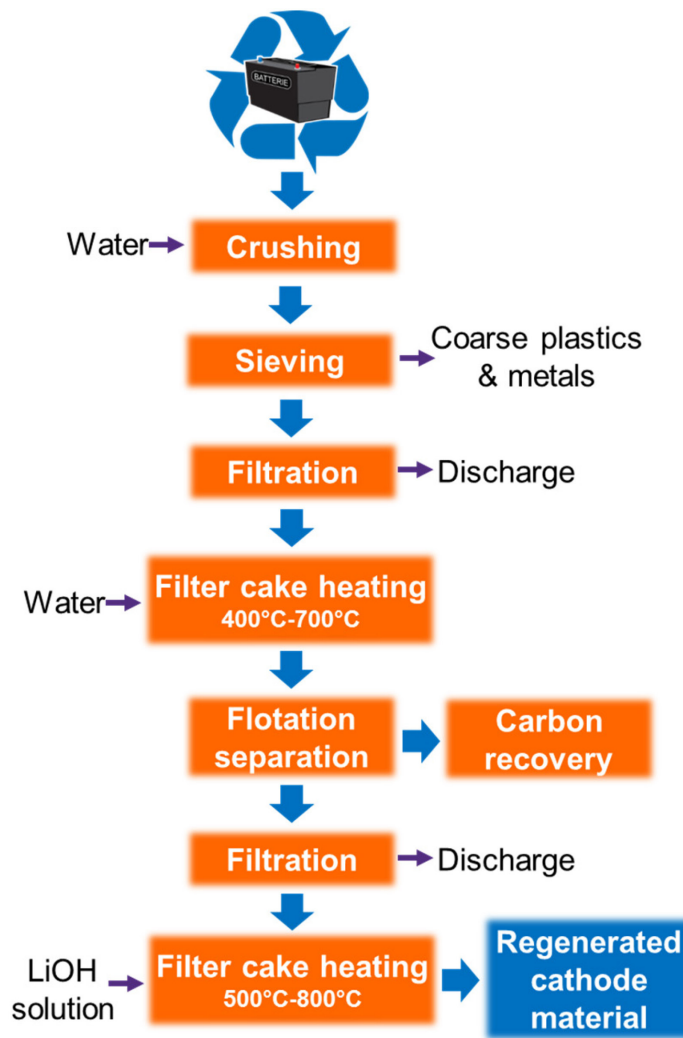 BATTERIE
Water
Crushing
Sieving
Coarse plastics
& metals
Filtration
Discharge
Water
Filter cake heating
400°C-700°C
Flotation
separation
Carbon
recovery
Filtration
Discharge
LiOH
solution
Filter cake heating
500°C-800°C
Regenerated
cathode
material